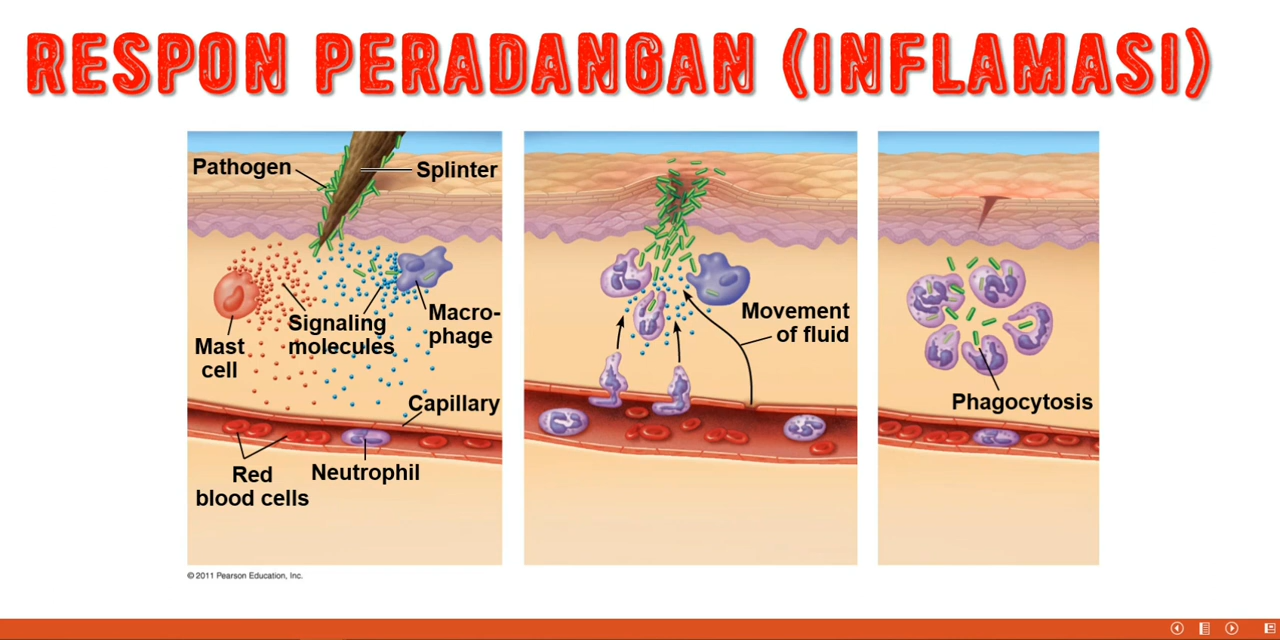 RESPON PERADANGAN (INFLAMASI)
Pathogen
Splinter
Signaling
molecules
Macro-
phage
Mast
cell
Capillary
Red
blood cells
Neutrophil
Movement
of fluid
Phagocytosis
© 2011 Pearson Education, Inc.